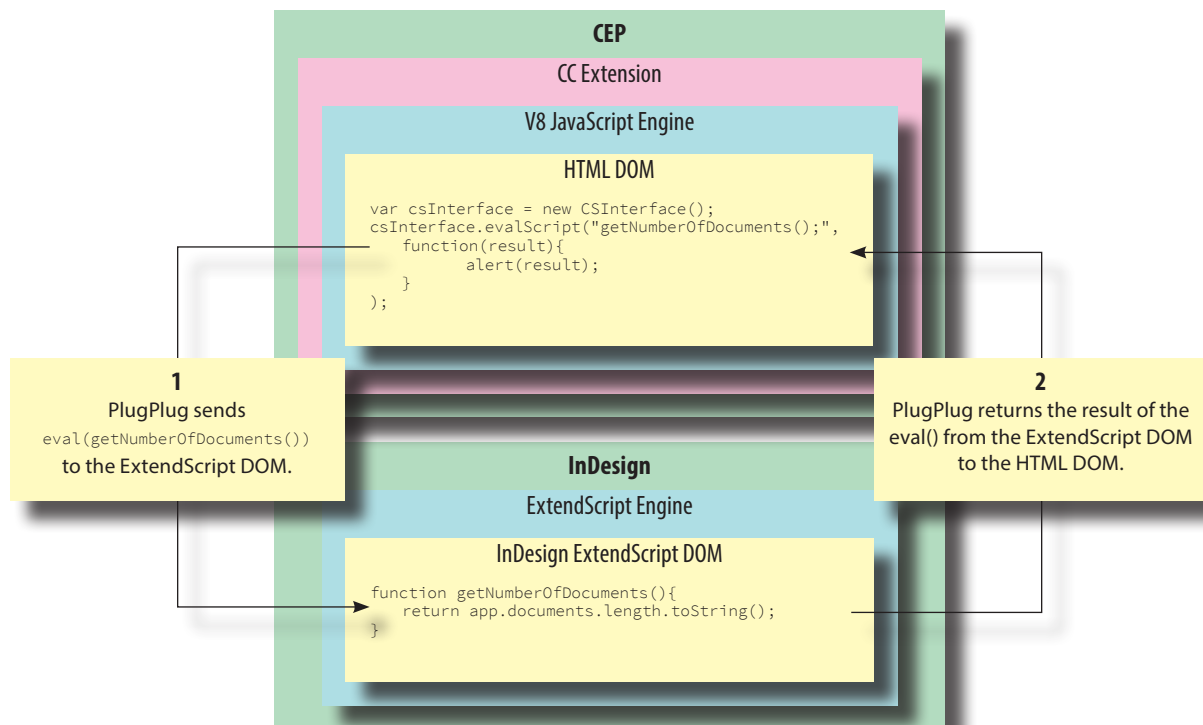 CEP
CC Extension
V8 JavaScript Engine
HTML DOM
var csInterface = new CSInterface();
csInterface.evalScript("getNumberOfDocuments();",
function(result){
alert(result);
}
);
1
PlugPlug sends
eval(getNumberOfDocuments())
to the ExtendScript DOM.
2
PlugPlug returns the result of the
eval() from the ExtendScript DOM
to the HTML DOM.
InDesign
ExtendScript Engine
InDesign ExtendScript DOM
function getNumberOfDocuments(){
return app.documents.length.toString();
}